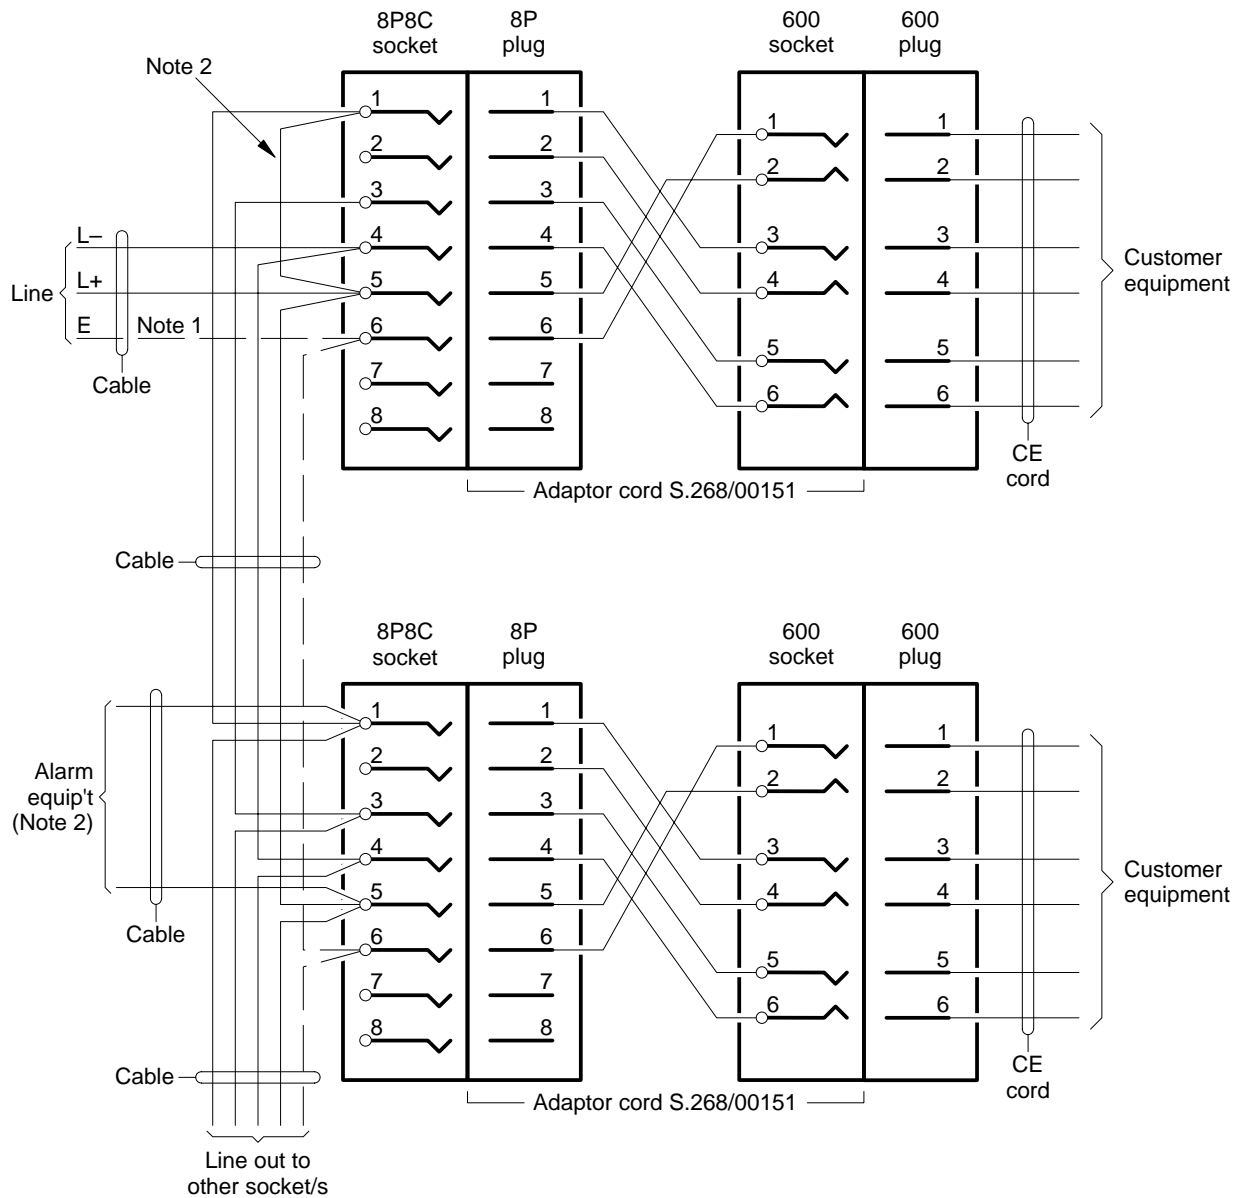 8P8C
socket
8P
plug
600
socket
600
plug
Note 2
1
2
3
4
5
6
7
8
1
2
3
4
5
6
7
8
1
2
3
4
5
6
1
2
3
4
5
6
Line
L–
L+
E
Note 1
Cable
Customer
equipment
CE
cord
Adaptor cord S.268/00151
Cable
8P8C
socket
8P
plug
600
socket
600
plug
1
2
3
4
5
6
7
8
1
2
3
4
5
6
7
8
1
2
3
4
5
6
1
2
3
4
5
6
Alarm
equip't
(Note 2)
Cable
Customer
equipment
CE
cord
Cable
Adaptor cord S.268/00151
Line out to
other socket/s